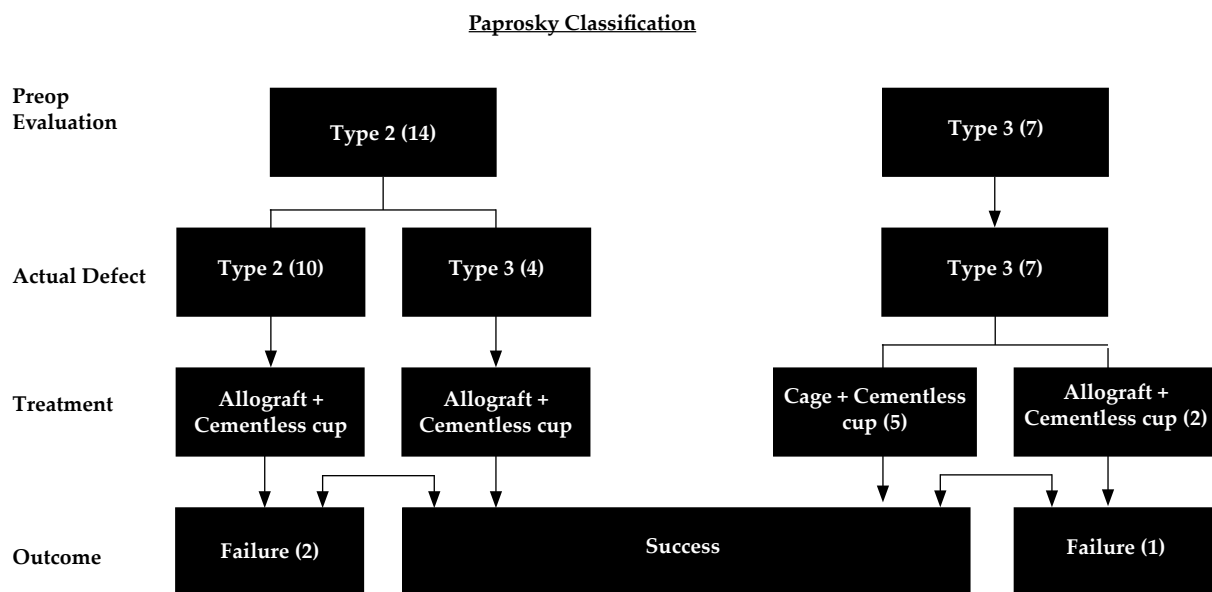 Paprosky Classification
Preop
Evaluation
Type 2 (14)
Type 3 (7)
Actual Defect
Type 2 (10)
Type 3 (4)
Type 3 (7)
Treatment
Allograft +
Cementless cup
Allograft +
Cementless cup
Cage + Cementless
cup (5)
Allograft +
Cementless cup (2)
Outcome
Failure (2)
Success
Failure (1)